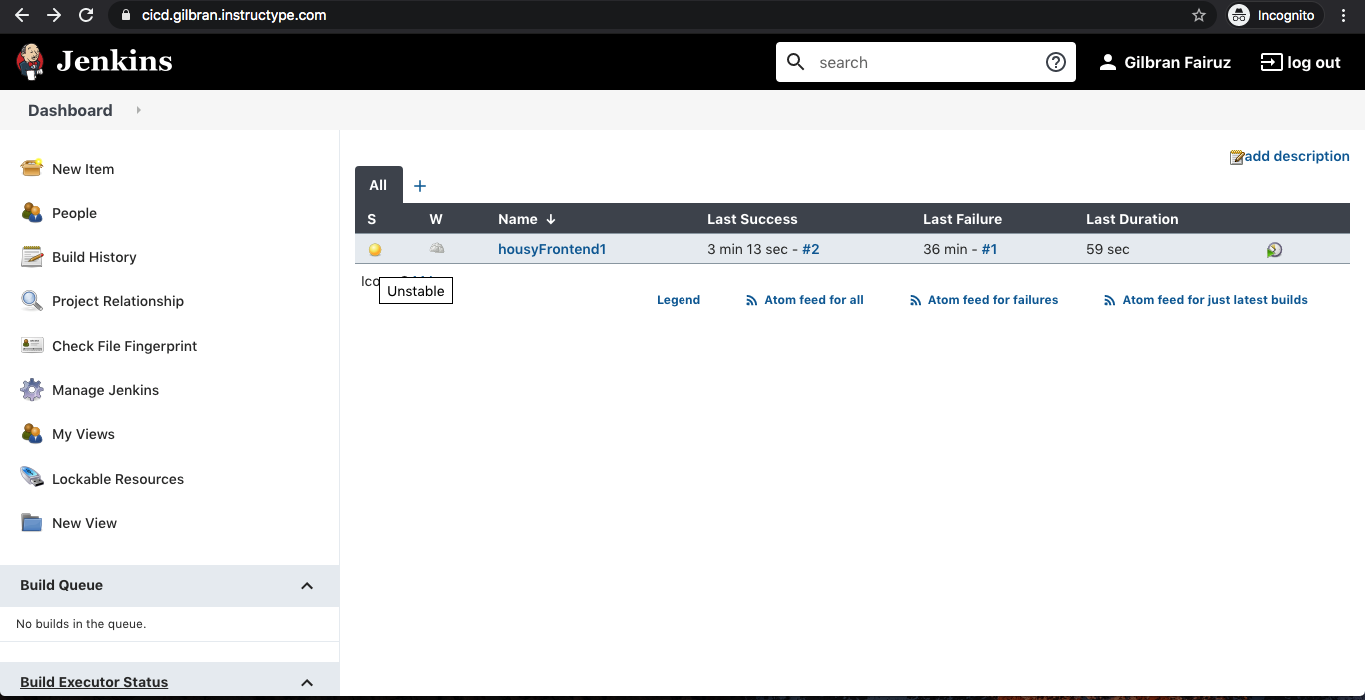 cicd.gilbran.instructype.com
Incognito
Jenkins
search
Gilbran Fairuz
log out
Dashboard
New Item
People
Build History
Project Relationship
Check File Fingerprint
Manage Jenkins
My Views
Lockable Resources
New View
Build Queue
No builds in the queue.
Build Executor Status
add description
All +
S W Name ↓ Last Success Last Failure Last Duration
housyFrontend1 3 min 13 sec - #2 36 min - #1 59 sec
Unstable
Legend Atom feed for all Atom feed for failures Atom feed for just latest builds